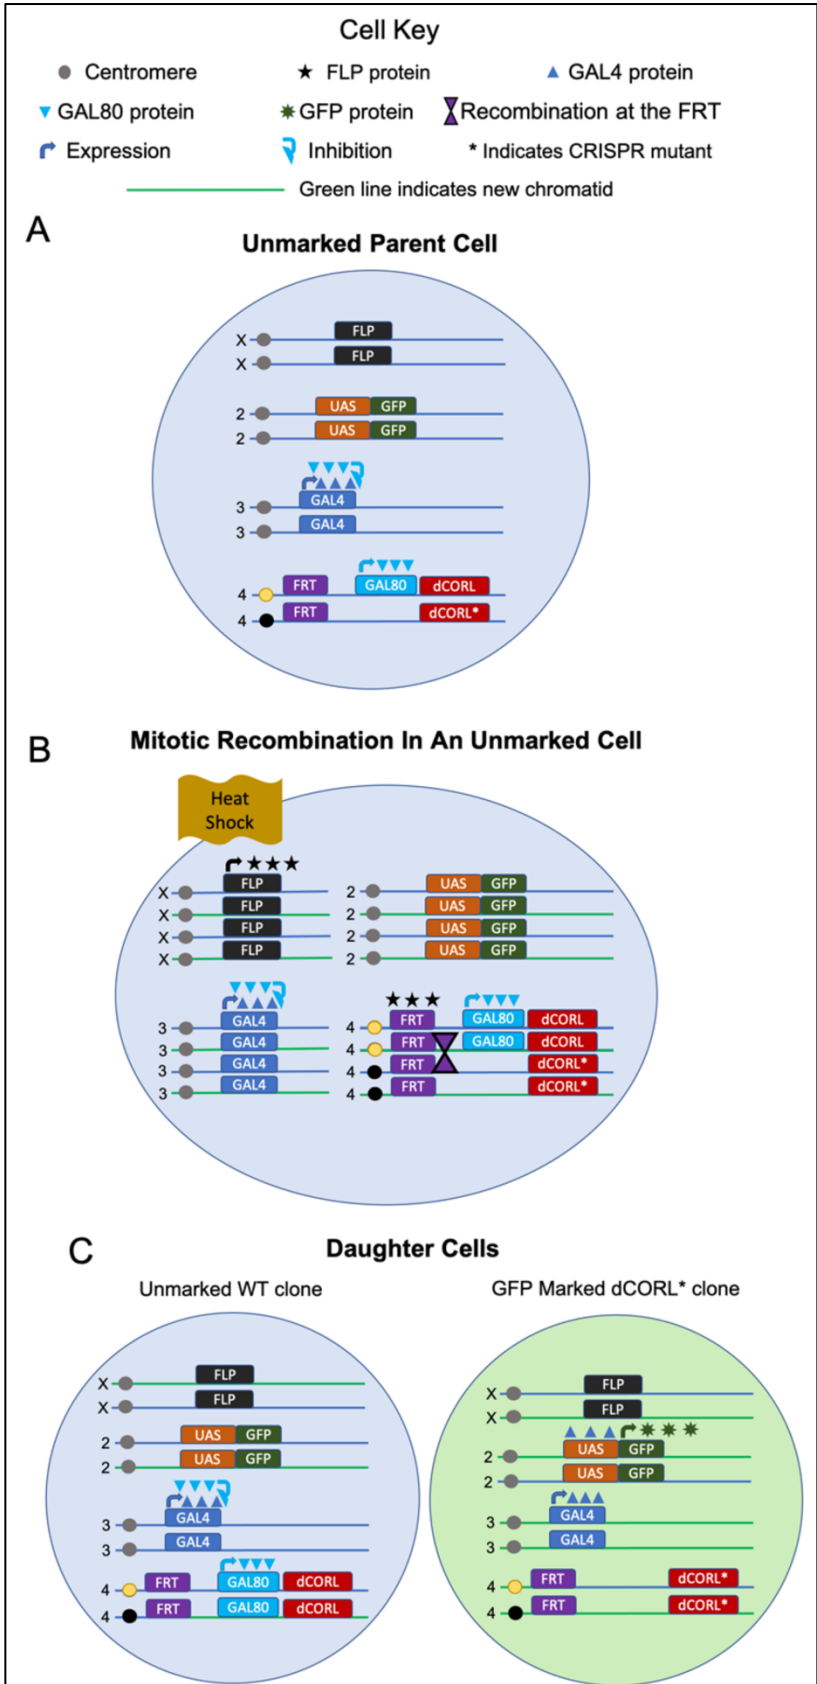 Cell Key
Centromere FLP protein GAL4 protein
GAL80 protein GFP protein Recombination at the FRT
Expression Inhibition * Indicates CRISPR mutant
Green line indicates new chromatid
A
Unmarked Parent Cell
FLP
X
FLP
X
UAS GFP
2
UAS GFP
2
GAL4
3
GAL4
3
FRT GAL80 dCORL
4
FRT dCORL*
4
B
Mitotic Recombination In An Unmarked Cell
Heat
Shock
FLP UAS GFP
X 2
FLP UAS GFP
X 2
FLP UAS GFP
X 2
FLP UAS GFP
X 2
GAL4 FRT GAL80 dCORL
3 4
GAL4 FRT GAL80 dCORL
3 4
GAL4 FRT dCORL*
3 4
GAL4 FRT dCORL*
3 4
C
Daughter Cells
Unmarked WT clone
FLP
X
FLP
X
UAS GFP
2
UAS GFP
2
GAL4
3
GAL4
3
FRT GAL80 dCORL
4
FRT GAL80 dCORL
4
GFP Marked dCORL* clone
FLP
X
FLP
X
UAS GFP
2
UAS GFP
2
GAL4
3
GAL4
3
FRT dCORL*
4
FRT dCORL*
4